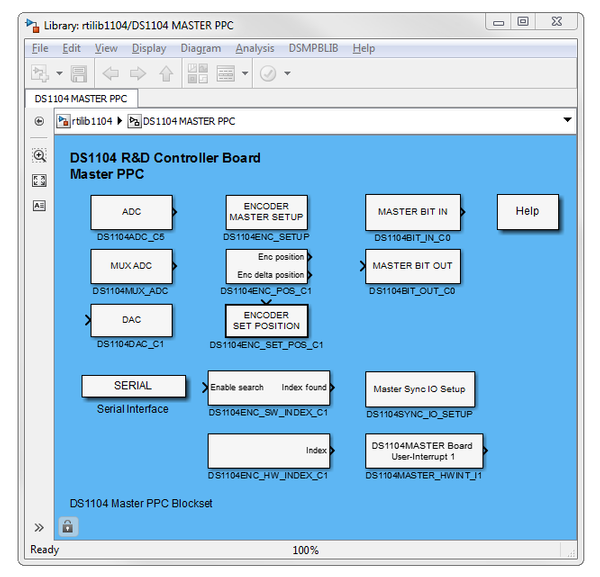 Library: rtilib1104/DS1104 MASTER PPC
File Edit View Display Diagram Analysis DSMPBLIB Help
DS1104 MASTER PPC
rtilib1104 DS1104 MASTER PPC
DS1104 R&D Controller Board
Master PPC
ADC
DS1104ADC_C5
ENCODER
MASTER SETUP
DS1104ENC_SETUP
MASTER BIT IN
DS1104BIT_IN_C0
Help
MUX ADC
DS1104MUX_ADC
Enc position
Enc delta position
DS1104ENC_POS_C1
MASTER BIT OUT
DS1104BIT_OUT_C0
DAC
DS1104DAC_C1
ENCODER
SET POSITION
DS1104ENC_SET_POS_C1
SERIAL
Serial Interface
Enable search Index found
DS1104ENC_SW_INDEX_C1
Master Sync IO Setup
DS1104SYNC_IO_SETUP
Index
DS1104ENC_HW_INDEX_C1
DS1104MASTER Board
User-Interrupt 1
DS1104MASTER_HWINT_I1
DS1104 Master PPC Blockset
Ready 100%